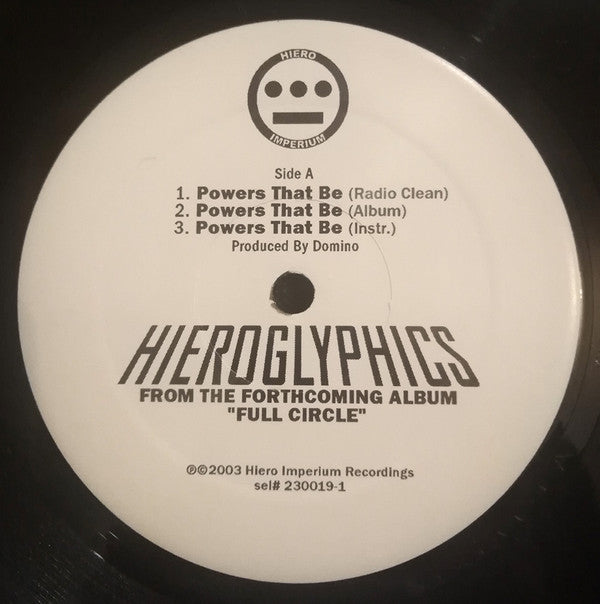 HIERO
IMPERIUM
Side A
1. Powers That Be (Radio Clean)
2. Powers That Be (Album)
3. Powers That Be (Instr.)
Produced By Domino
HIEROGLYPHICS
FROM THE FORTHCOMING ALBUM
"FULL CIRCLE"
℗©2003 Hiero Imperium Recordings
sel# 230019-1